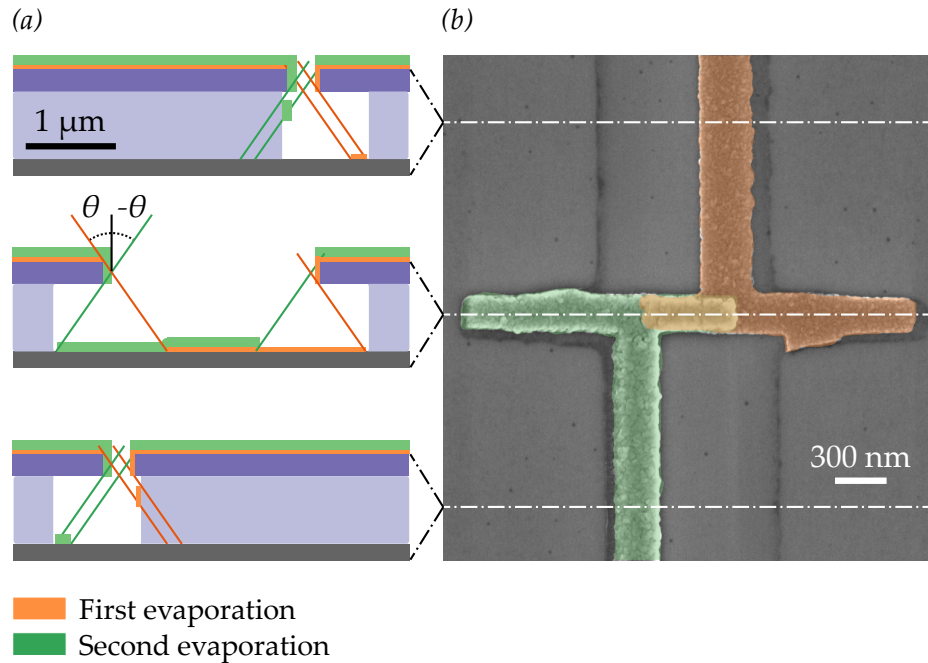 (a)
(b)
1 μm
θ -θ
300 nm
First evaporation
Second evaporation